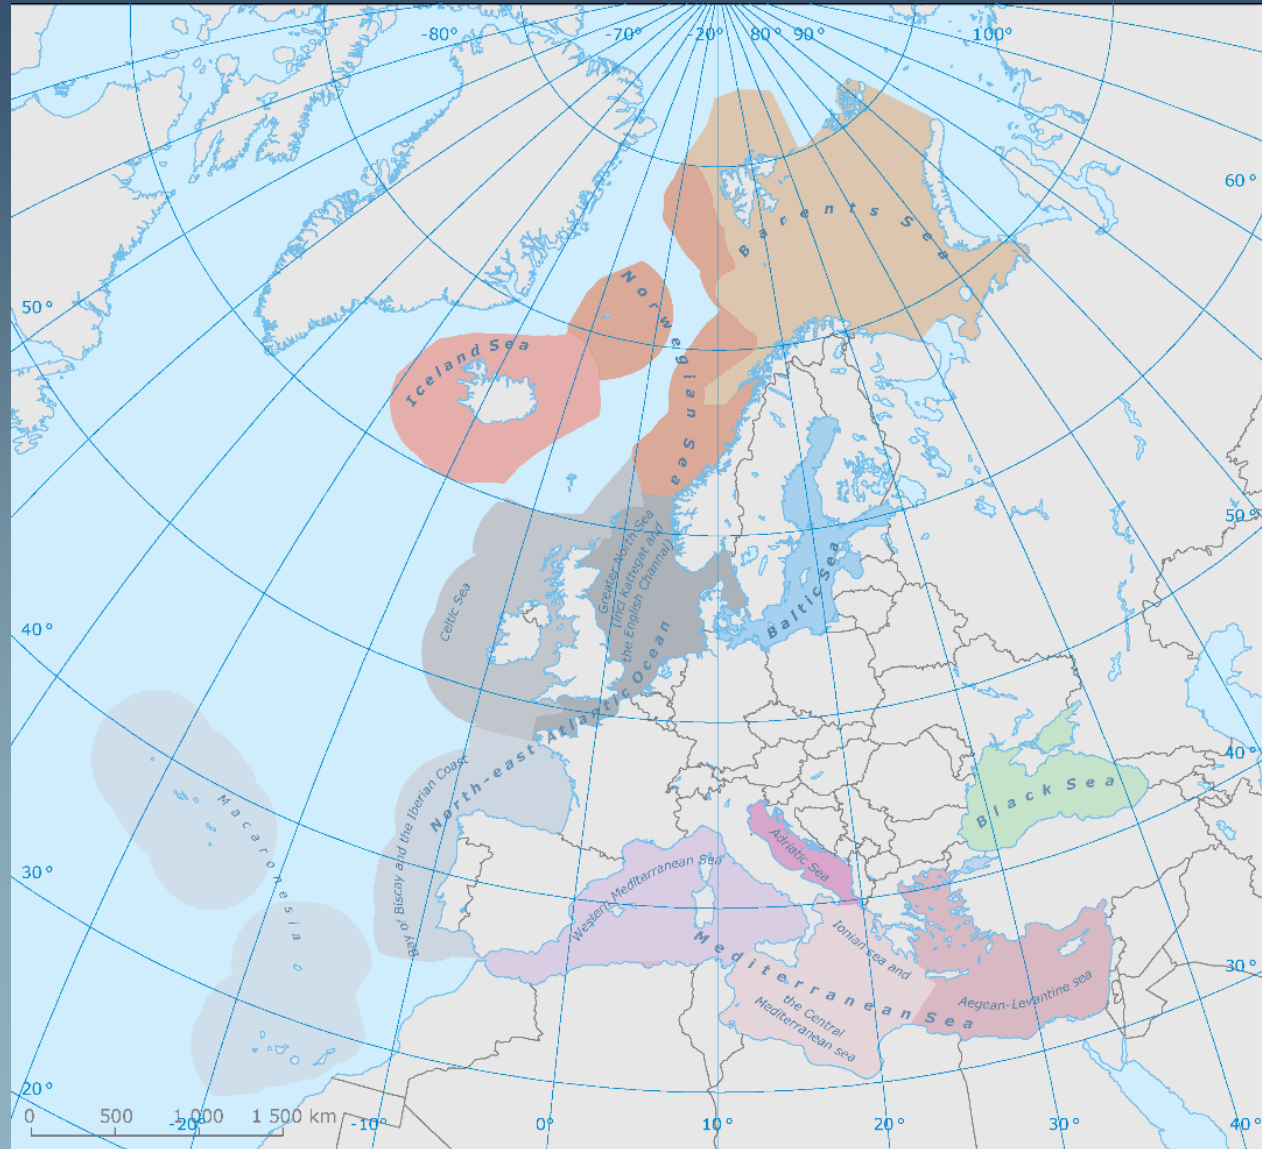 -80°
-70°
-20°
80°
90°
100°
60°
50°
50°
40°
40°
30°
30°
20°
Barents Sea
Norwegian Sea
Iceland Sea
Greater North Sea
(incl Kattegat and
the English Channal)
Celtic Sea
Baltic Sea
North-east Atlantic Ocean
Bay of Biscay and the Iberian Coast
Macaronesia
Black Sea
Adriatic Sea
Western Mediterranean Sea
Mediterranean Sea
Ionian sea and
the Central
Mediterranean sea
Aegean-Levantine sea
0 500 1 000 1 500 km
-20°
-10°
0°
10°
20°
30°
40°